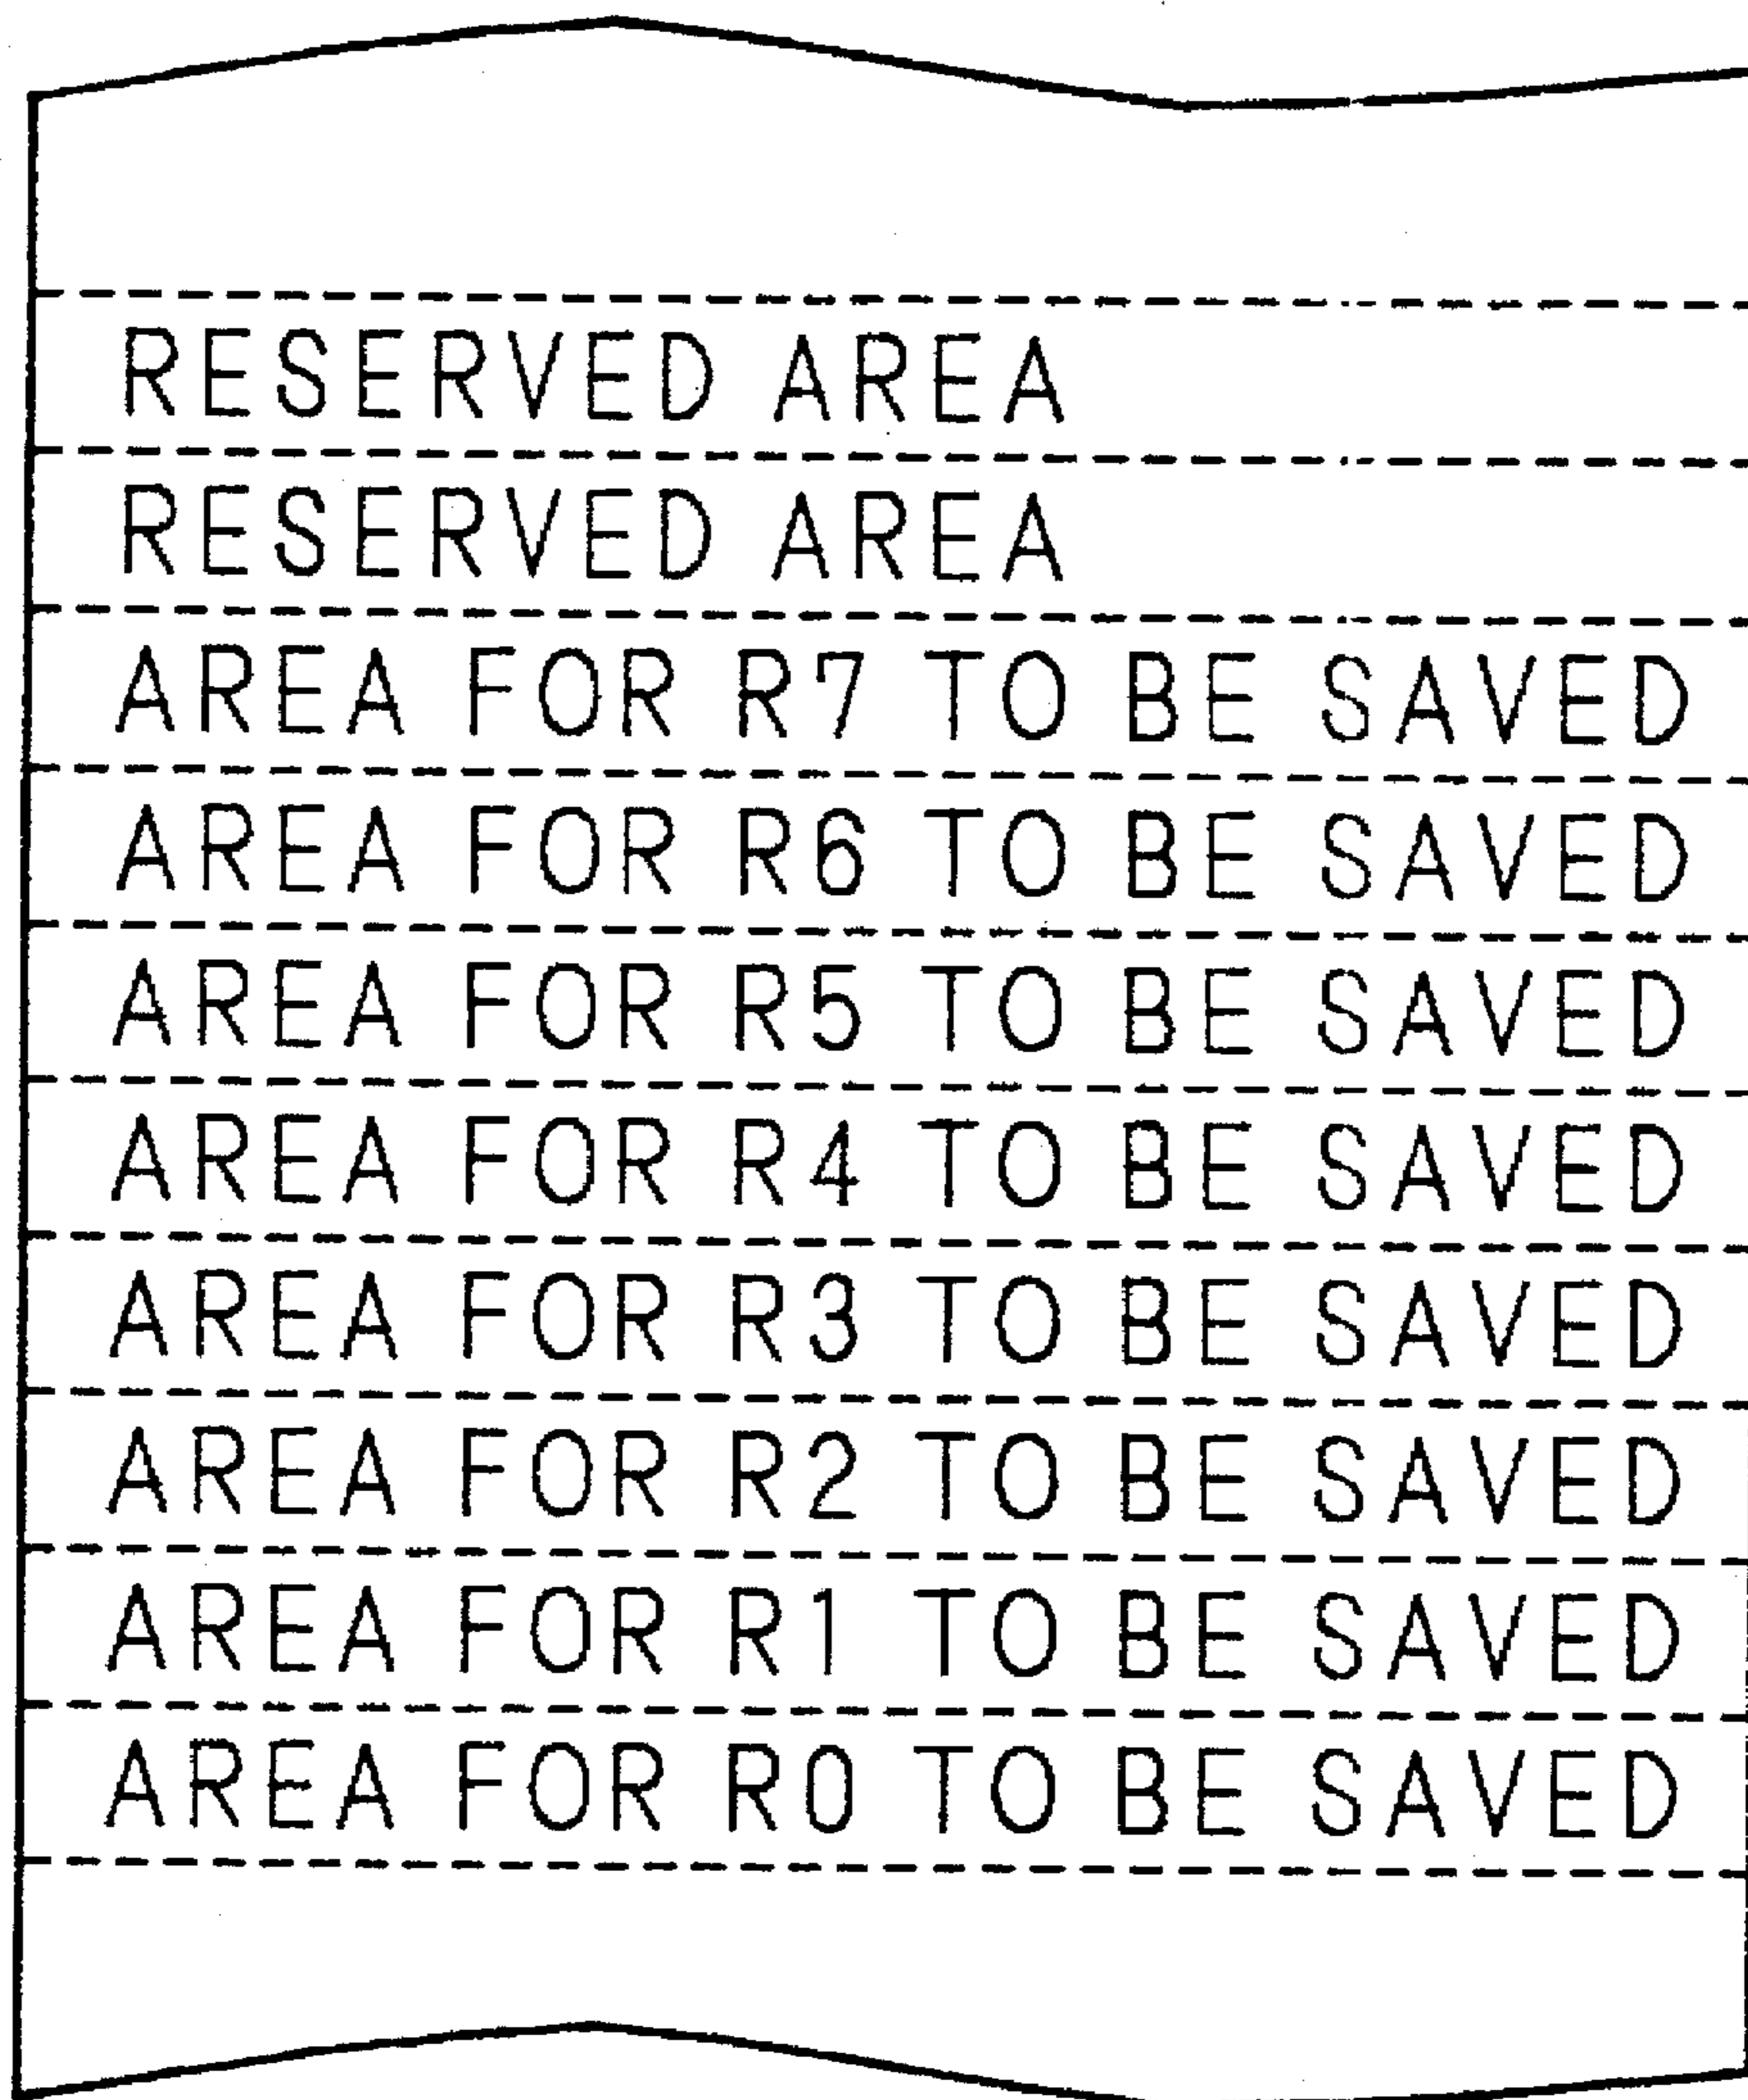 RESERVED AREA
RESERVED AREA
AREA FOR R7 TO BE SAVED
AREA FOR R6 TO BE SAVED
AREA FOR R5 TO BE SAVED
AREA FOR R4 TO BE SAVED
AREA FOR R3 TO BE SAVED
AREA FOR R2 TO BE SAVED
AREA FOR R1 TO BE SAVED
AREA FOR R0 TO BE SAVED